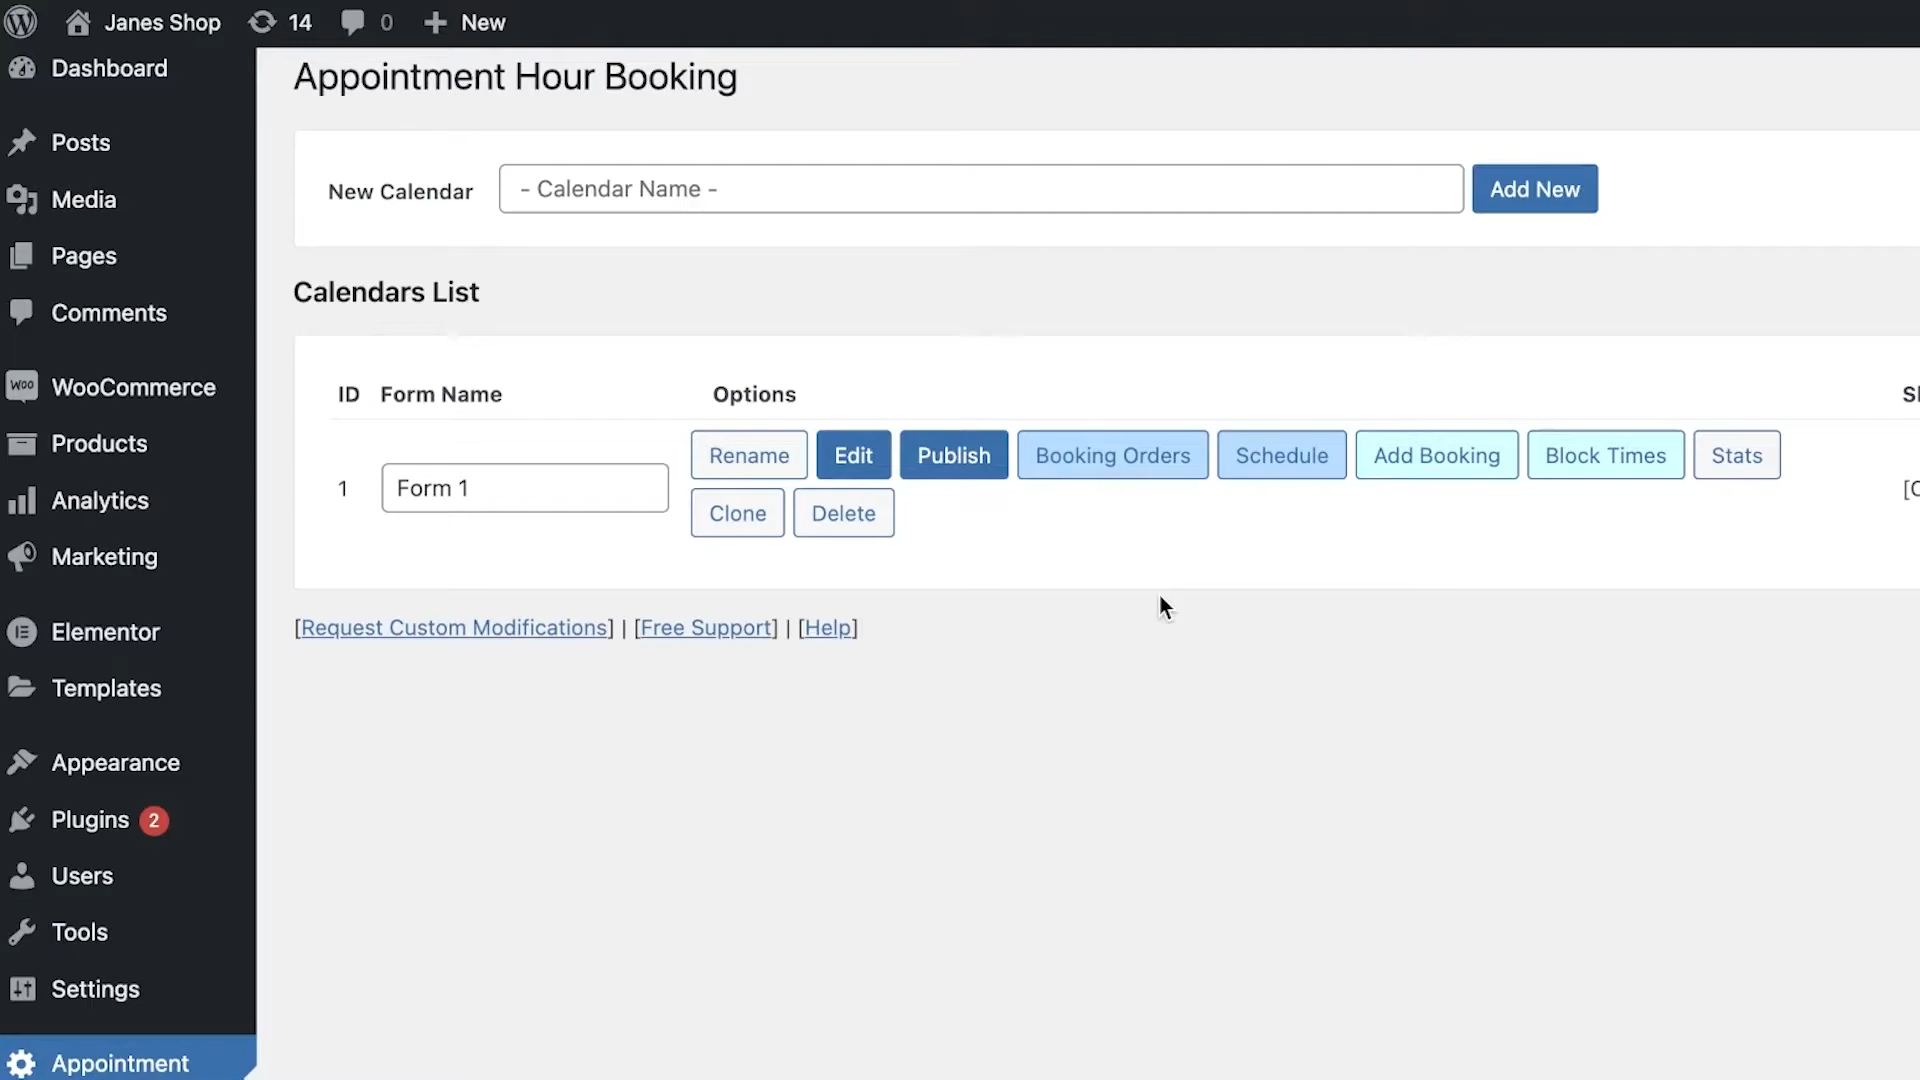 Janes Shop 14 0 New
Dashboard
Posts
Media
Pages
Comments
WooCommerce
Products
Analytics
Marketing
Elementor
Templates
Appearance
Plugins 2
Users
Tools
Settings
Appointment
Appointment Hour Booking
New Calendar - Calendar Name - Add New
Calendars List
ID Form Name Options
1 Form 1 Rename Edit Publish Booking Orders Schedule Add Booking Block Times Stats
Clone Delete
[Request Custom Modifications] | [Free Support] | [Help]